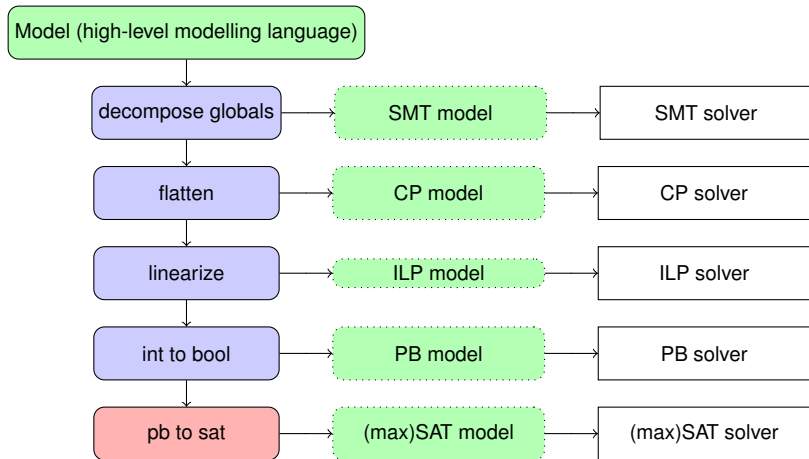 Model (high-level modelling language)
decompose globals
SMT model
SMT solver
flatten
CP model
CP solver
linearize
ILP model
ILP solver
int to bool
PB model
PB solver
pb to sat
(max)SAT model
(max)SAT solver